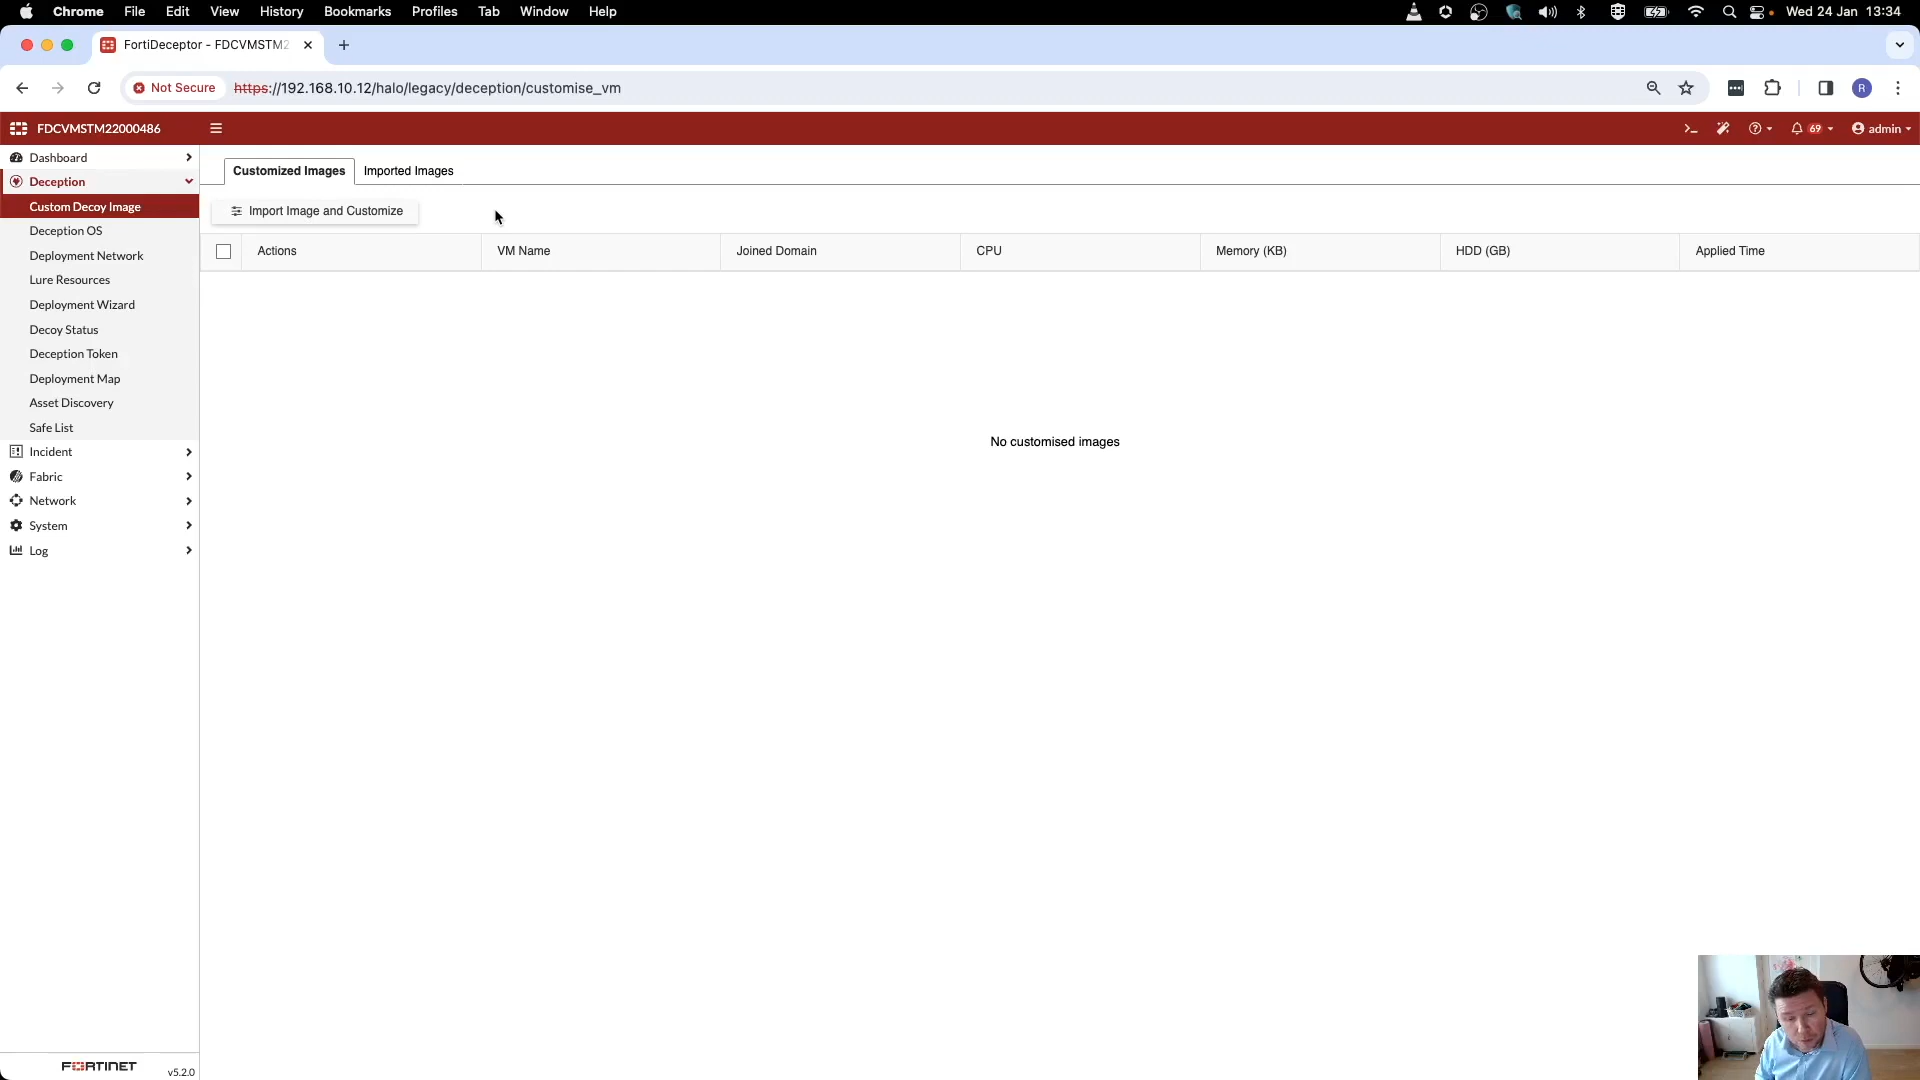 Chrome File Edit View History Bookmarks Profiles Tab Window Help Wed 24 Jan 13:34
FortiDeceptor - FDCVMSTM2
Not Secure https://192.168.10.12/halo/legacy/deception/customise_vm R
FDCVMSTM22000486 69 admin
Dashboard
Deception
Custom Decoy Image
Deception OS
Deployment Network
Lure Resources
Deployment Wizard
Decoy Status
Deception Token
Deployment Map
Asset Discovery
Safe List
Incident
Fabric
Network
System
Log
FORTINET v5.2.0
Customized Images Imported Images
Import Image and Customize
Actions VM Name Joined Domain CPU Memory (KB) HDD (GB) Applied Time
No customised images